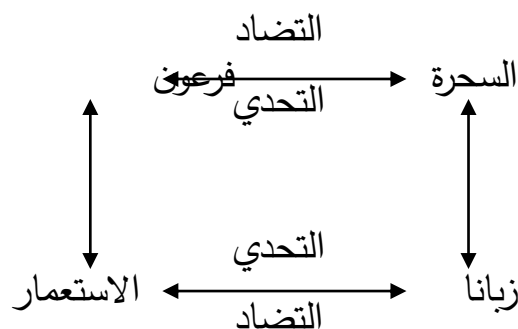 التضاد
السحرة
فرعون
التحدي
التحدي
زبانا
الاستعمار
التضاد